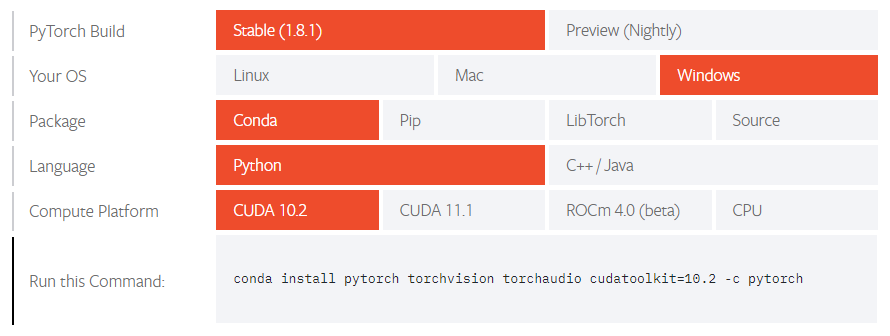 PyTorch Build Stable (1.8.1) Preview (Nightly)
Your OS Linux Mac Windows
Package Conda Pip LibTorch Source
Language Python C++ / Java
Compute Platform CUDA 10.2 CUDA 11.1 ROCm 4.0 (beta) CPU
Run this Command: conda install pytorch torchvision torchaudio cudatoolkit=10.2 -c pytorch